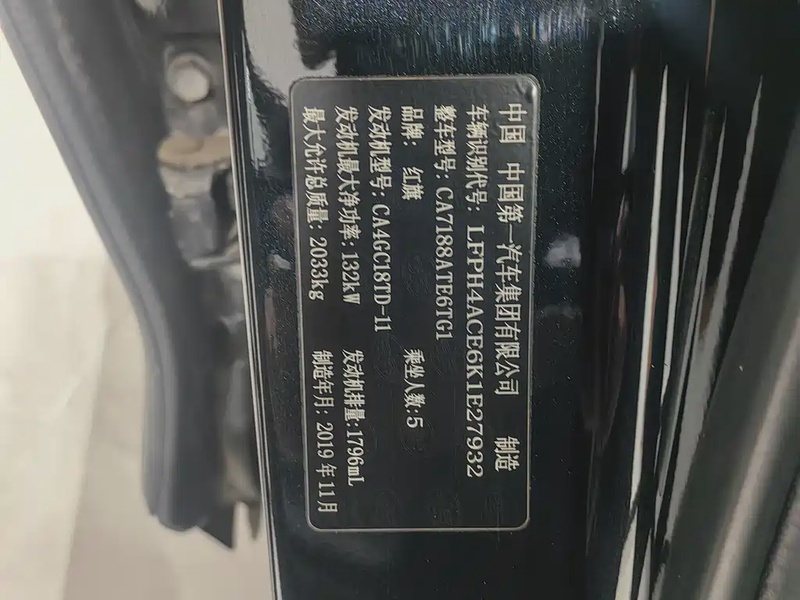 中国 中国第一汽车集团有限公司 制造
车辆识别代号: LFPH4ACE6K1E27932
整车型号: CA7188ATE6TG1
品牌: 红旗 乘坐人数: 5
发动机型号: CA4GC18TD-11
发动机最大净功率: 132kW 发动机排量: 1796mL
最大允许总质量: 2033kg 制造年月: 2019年11月